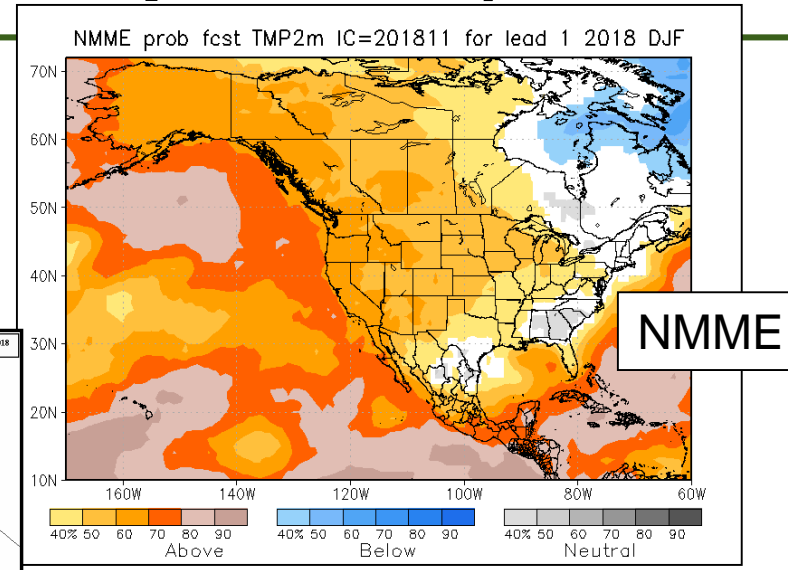 NMME prob fcst TMP2m IC=201811 for lead 1 2018 DJF
70N
60N
50N
40N
30N
20N
10N
160W 140W 120W 100W 80W 60W
NMME
18
40% 50 60 70 80 90 40% 50 60 70 80 90 40% 50 60 70 80 90
Above Below Neutral